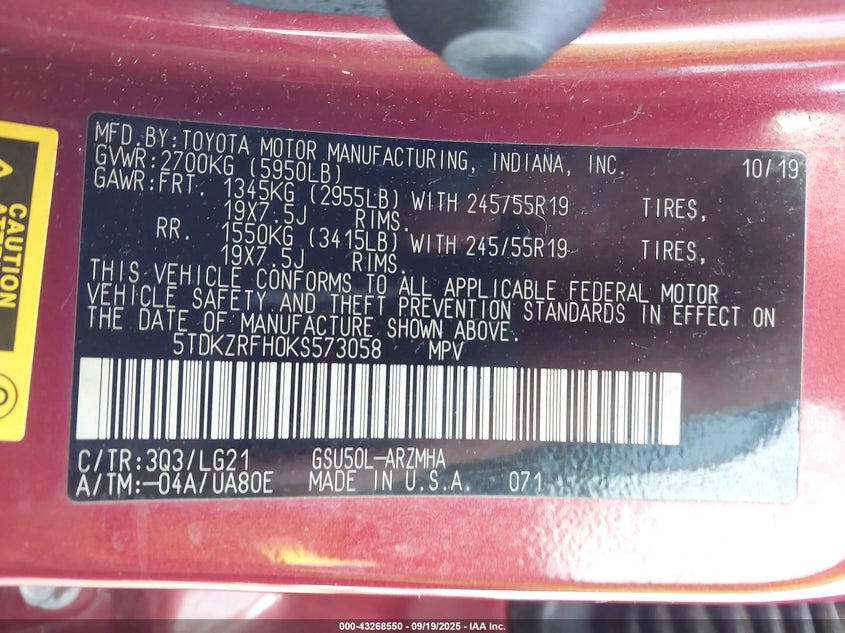 MFD.BY:TOYOTA MOTOR MANUFACTURING, INDIANA, INC. 10/19
GVWR:2700KG (5950LB)
GAWR:FRT. 1345KG (2955LB) WITH 245/55R19 TIRES,
19X7.5J RIMS.
RR. 1550KG (3415LB) WITH 245/55R19 TIRES,
19X7.5J RIMS.
THIS VEHICLE CONFORMS TO ALL APPLICABLE FEDERAL MOTOR
VEHICLE SAFETY AND THEFT PREVENTION STANDARDS IN EFFECT ON
THE DATE OF MANUFACTURE SHOWN ABOVE.
5TDKZRFH0KS573058 MPV
C/TR:3Q3/LG21 GSU50L-ARZMHA
A/TM:-04A/UA80E MADE IN U.S.A. 071
CAUTION
000-43268550 - 09/19/2025 - IAA Inc.